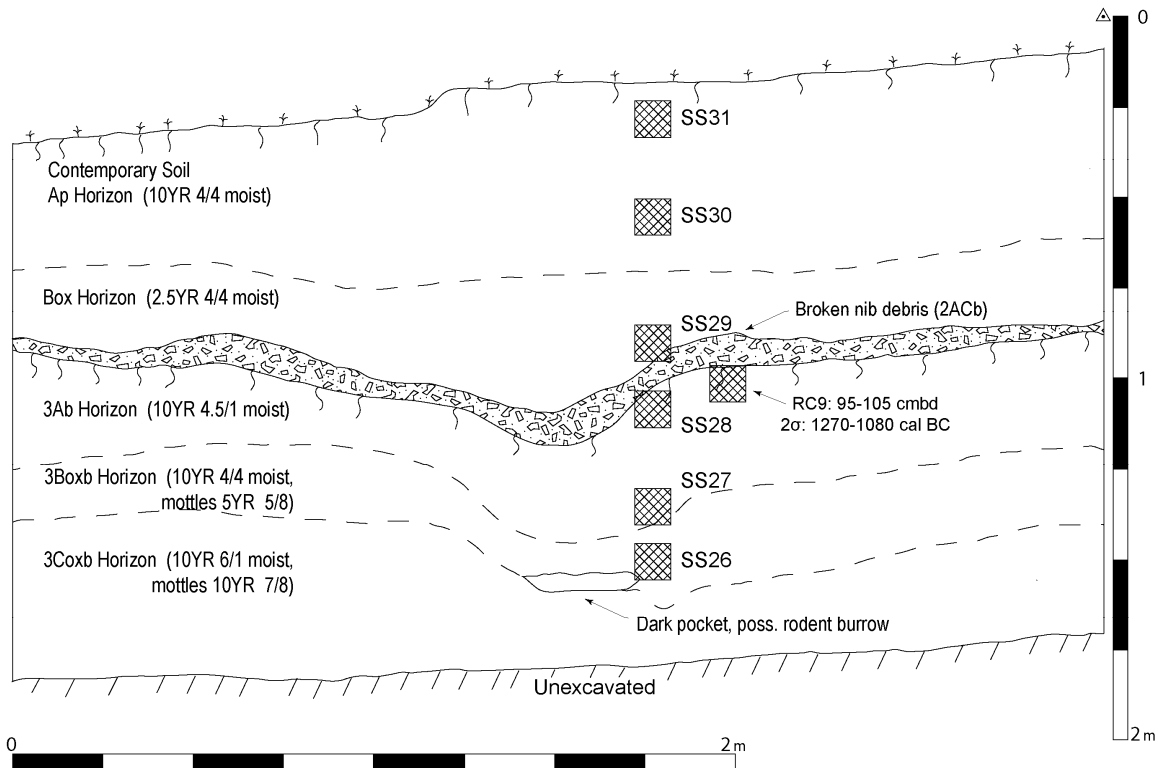 0
SS31
Contemporary Soil
Ap Horizon (10YR 4/4 moist)
SS30
Box Horizon (2.5YR 4/4 moist)
Broken nib debris (2ACb)
SS29
1
3Ab Horizon (10YR 4.5/1 moist)
RC9: 95-105 cmbd
2σ: 1270-1080 cal BC
SS28
3Boxb Horizon (10YR 4/4 moist,
mottles 5YR 5/8)
SS27
3Coxb Horizon (10YR 6/1 moist,
mottles 10YR 7/8)
SS26
Dark pocket, poss. rodent burrow
Unexcavated
2m
0
2m